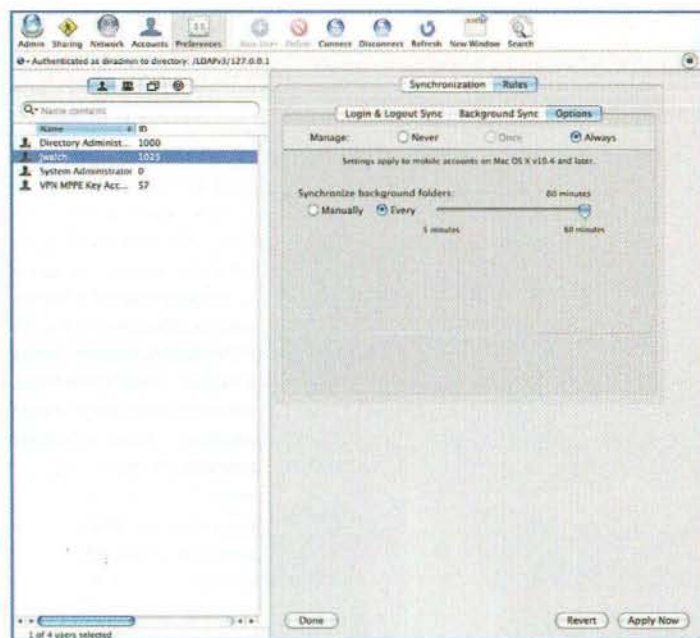 Admin Sharing Network Accounts Preferences New User Delete Connect Disconnect Refresh New Window Search
Authenticated as diradmin to directory: /LDAPv3/127.0.0.1
Synchronization Rules
Name contains
Login & Logout Sync Background Sync Options
Name ID
Manage: Never Once Always
Directory Administ... 1000
jwalch 1025
Settings apply to mobile accounts on Mac OS X v10.4 and later.
System Administrator 0
VPN MPPE Key Acc... 57
Synchronize background folders: 60 minutes
Manually Every
5 minutes 60 minutes
Done Revert Apply Now
1 of 4 users selected